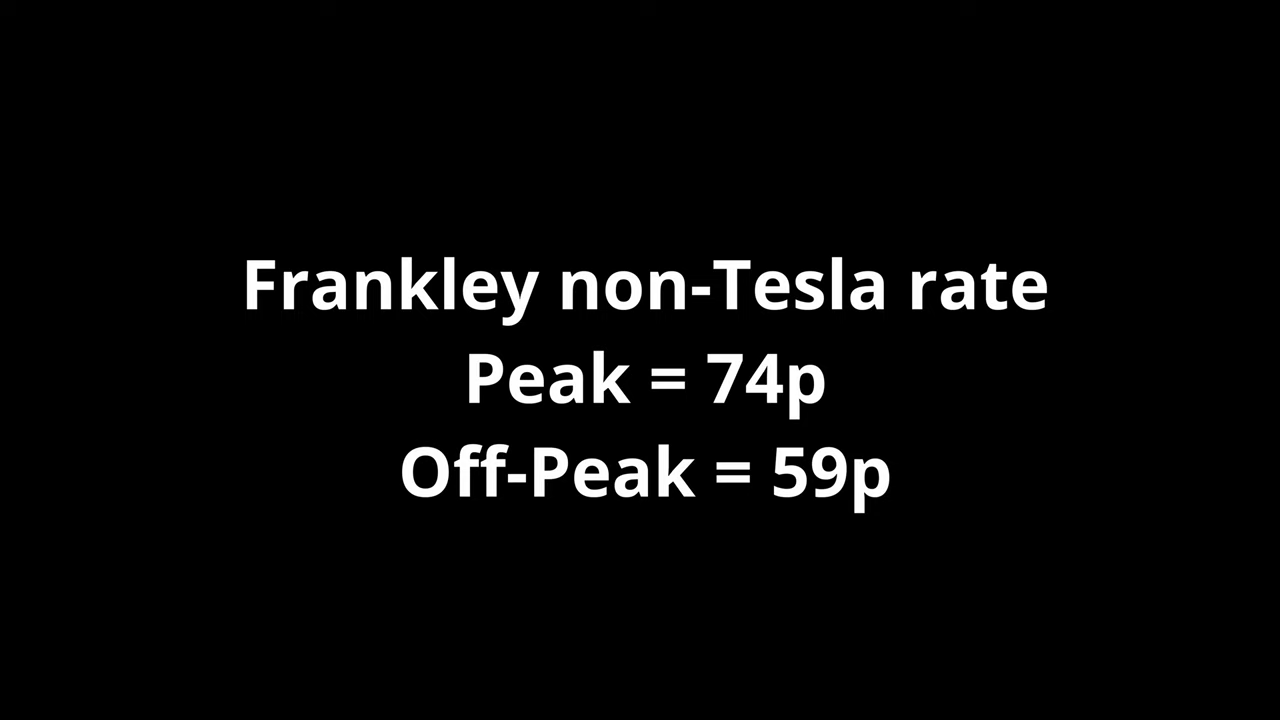 Frankley non-Tesla rate
Peak = 74p
Off-Peak = 59p